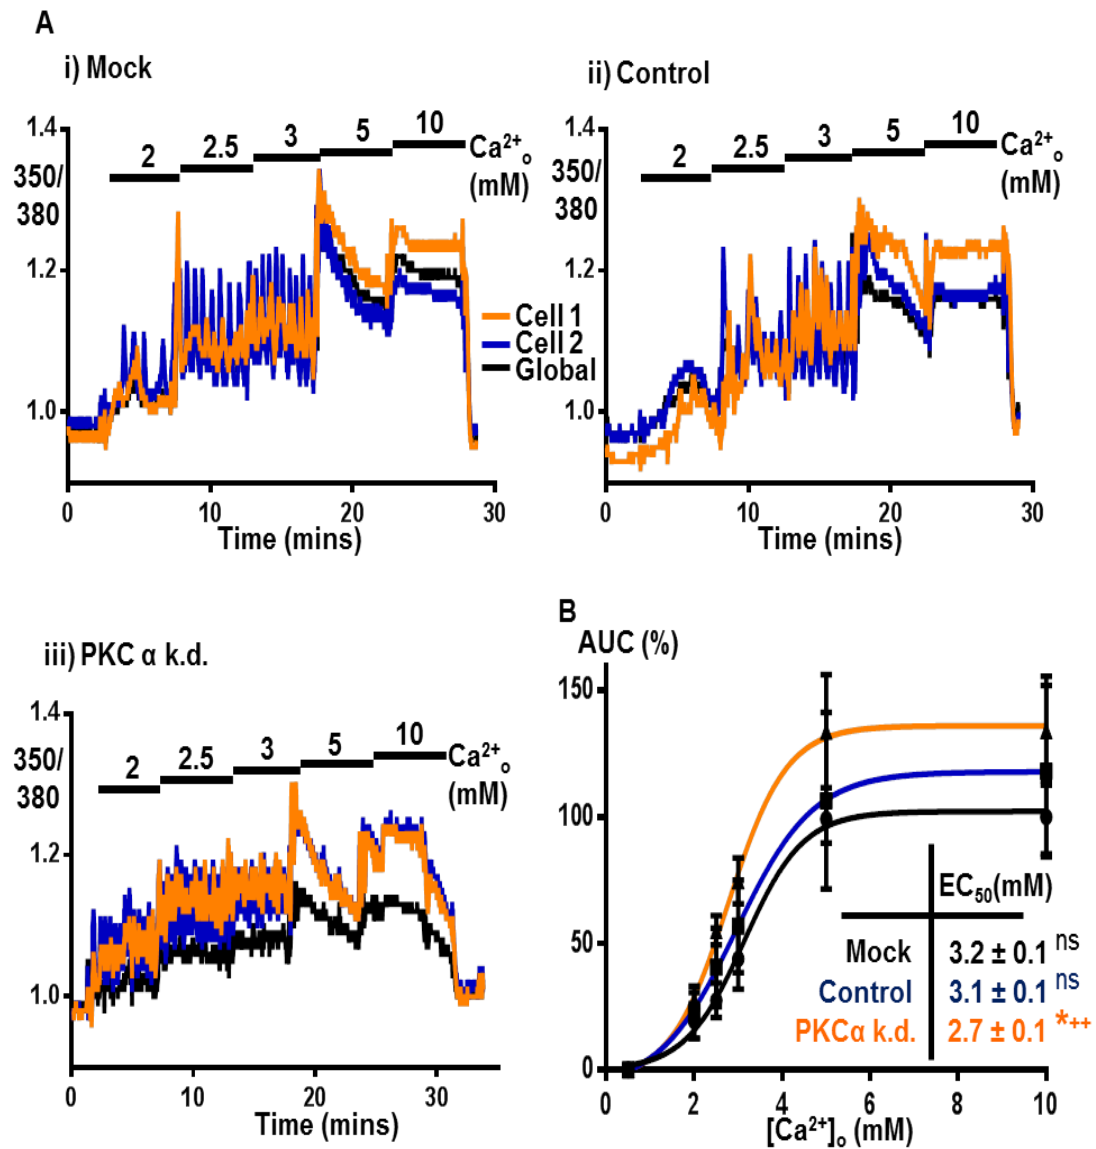 A
i) Mock
1.4
350/
380
1.2
1.0
2
2.5
3
5
10
Ca²⁺ₒ
(mM)
Cell 1
Cell 2
Global
0
10
20
30
Time (mins)
ii) Control
1.4
350/
380
1.2
1.0
2
2.5
3
5
10
Ca²⁺ₒ
(mM)
0
10
20
30
Time (mins)
iii) PKC α k.d.
1.4
350/
380
1.2
1.0
2
2.5
3
5
10
Ca²⁺ₒ
(mM)
0
10
20
30
Time (mins)
B
AUC (%)
150
100
50
0
EC₅₀(mM)
Mock 3.2 ± 0.1 ns
Control 3.1 ± 0.1 ns
PKCα k.d. 2.7 ± 0.1 *++
0
2
4
6
8
10
[Ca²⁺]ₒ (mM)